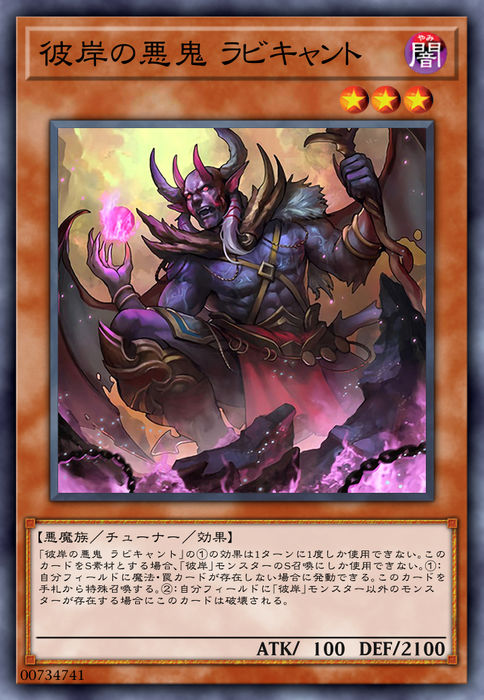 彼岸の悪鬼 ラビキャント
やみ
闇
【悪魔族／チューナー／効果】
「彼岸の悪鬼 ラビキャント」の①の効果は1ターンに1度しか使用できない。この
カードをS素材とする場合、「彼岸」モンスターのS召喚にしか使用できない。①：
自分フィールドに魔法・罠カードが存在しない場合に発動できる。このカードを
手札から特殊召喚する。②：自分フィールドに「彼岸」モンスター以外のモンス
ターが存在する場合にこのカードは破壊される。
ATK/ 100 DEF/2100
00734741